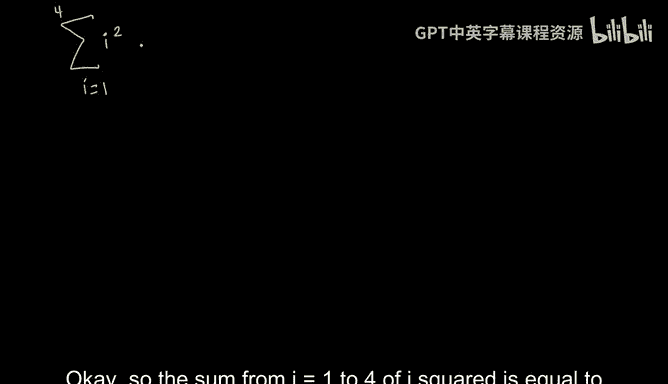 4
∑ i² .
i=1
GPT中英字幕课程资源 bilibili
Okay, so the sum from i = 1 to 4 of i squared is equal to